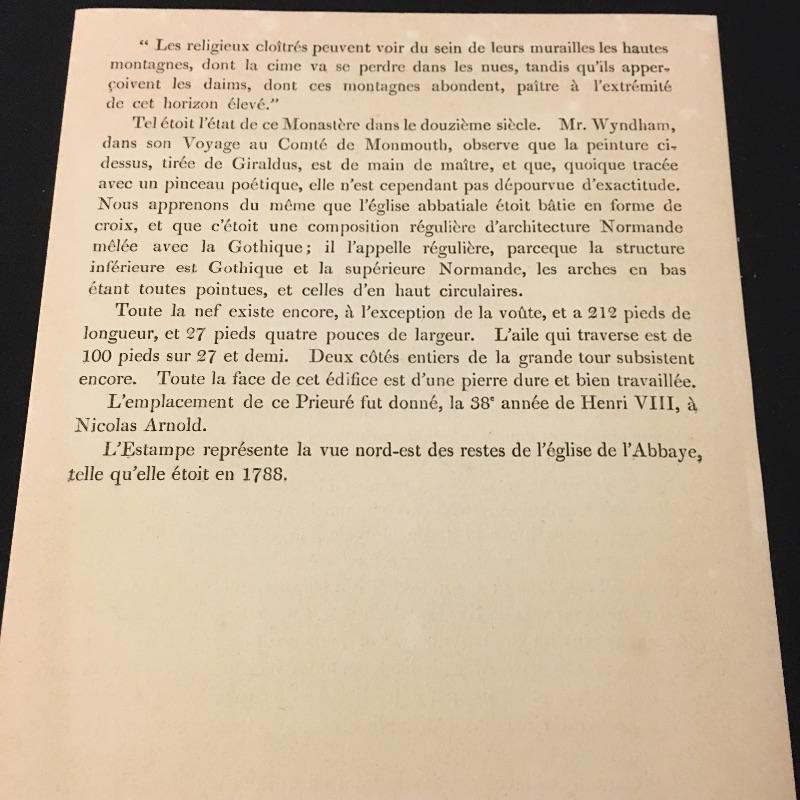 “ Les religieux cloîtrés peuvent voir du sein de leurs murailles les hautes
montagnes, dont la cime va se perdre dans les nues, tandis qu'ils apper-
çoivent les daims, dont ces montagnes abondent, paître à l'extrémité
de cet horizon élevé.”
Tel étoit l'état de ce Monastère dans le douzième siècle. Mr. Wyndham,
dans son Voyage au Comté de Monmouth, observe que la peinture ci-
dessus, tirée de Giraldus, est de main de maître, et que, quoique tracée
avec un pinceau poétique, elle n'est cependant pas dépourvue d'exactitude.
Nous apprenons du même que l'église abbatiale étoit bâtie en forme de
croix, et que c'étoit une composition régulière d'architecture Normande
mêlée avec la Gothique; il l'appelle régulière, parceque la structure
inférieure est Gothique et la supérieure Normande, les arches en bas
étant toutes pointues, et celles d'en haut circulaires.
Toute la nef existe encore, à l'exception de la voûte, et a 212 pieds de
longueur, et 27 pieds quatre pouces de largeur. L'aile qui traverse est de
100 pieds sur 27 et demi. Deux côtés entiers de la grande tour subsistent
encore. Toute la face de cet édifice est d'une pierre dure et bien travaillée.
L'emplacement de ce Prieuré fut donné, la 38e année de Henri VIII, à
Nicolas Arnold.
L'Estampe représente la vue nord-est des restes de l'église de l'Abbaye,
telle qu'elle étoit en 1788.